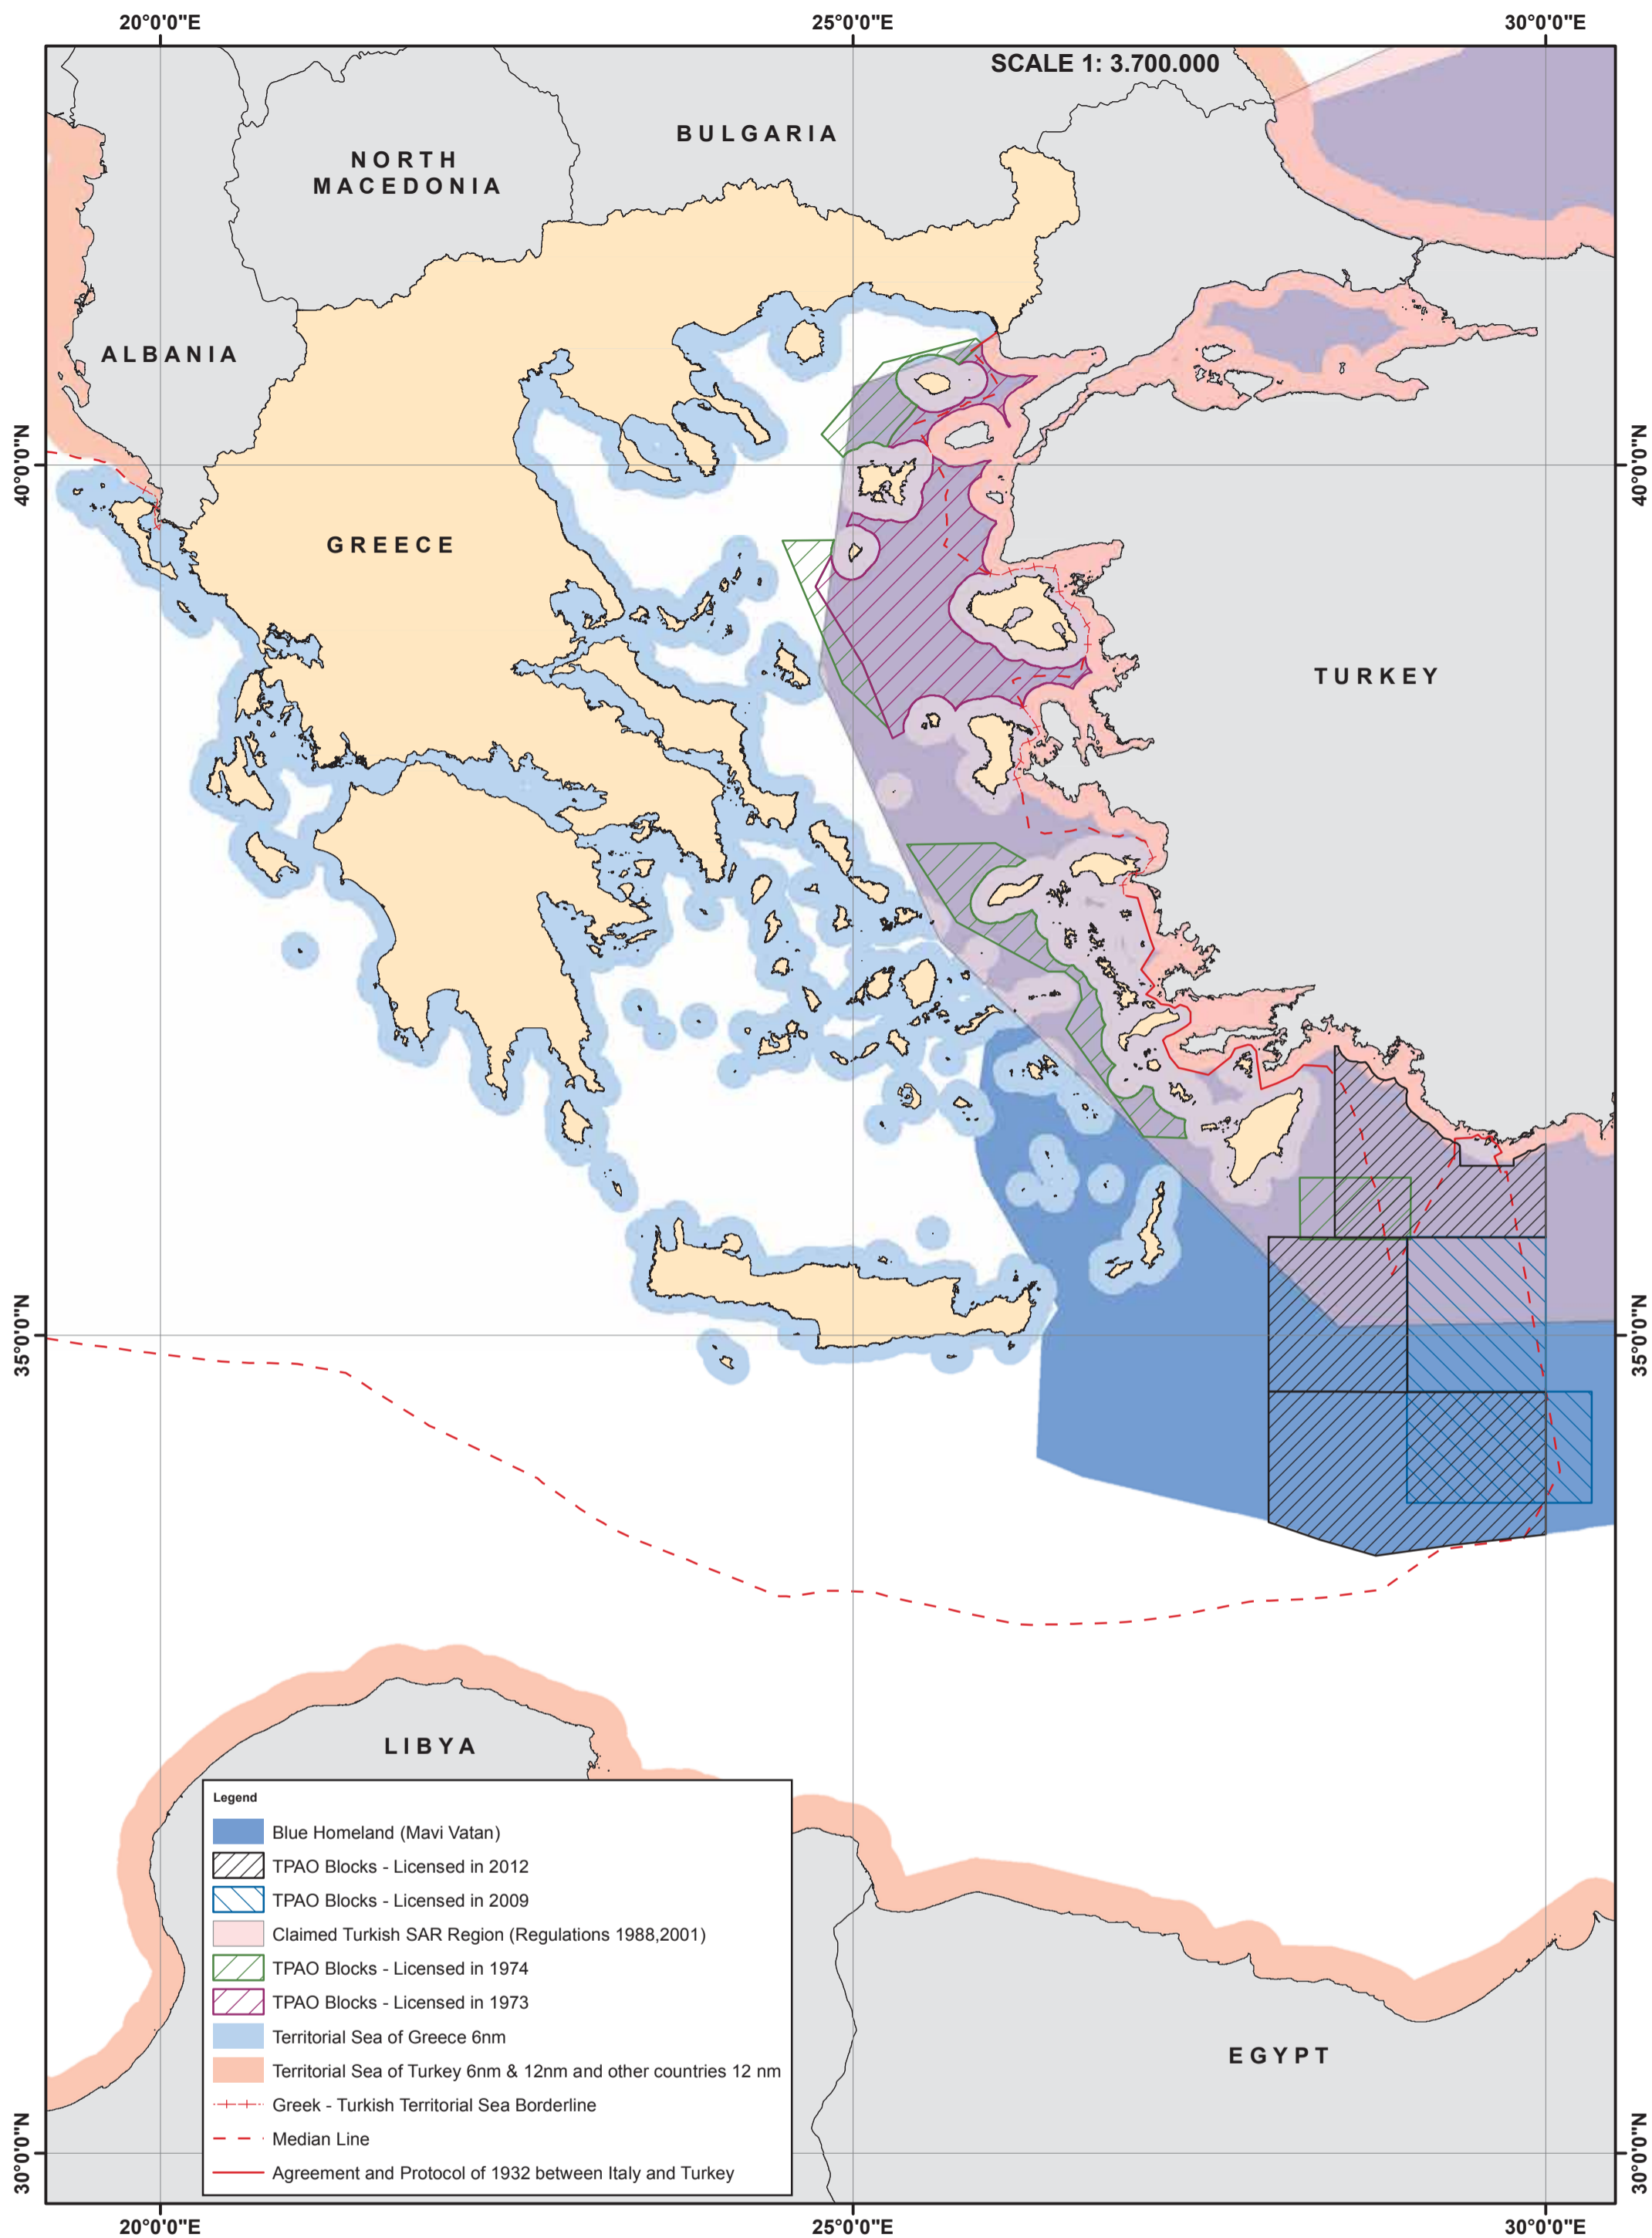 20°0'0"E 25°0'0"E 30°0'0"E
SCALE 1: 3.700.000
BULGARIA
NORTH
MACEDONIA
ALBANIA
40°0'0"N 40°0'0"N
GREECE
TURKEY
35°0'0"N 35°0'0"N
LIBYA
Legend
Blue Homeland (Mavi Vatan)
TPAO Blocks - Licensed in 2012
TPAO Blocks - Licensed in 2009
Claimed Turkish SAR Region (Regulations 1988,2001)
TPAO Blocks - Licensed in 1974
TPAO Blocks - Licensed in 1973
Territorial Sea of Greece 6nm
Territorial Sea of Turkey 6nm & 12nm and other countries 12 nm
Greek - Turkish Territorial Sea Borderline
Median Line
Agreement and Protocol of 1932 between Italy and Turkey
EGYPT
30°0'0"N 30°0'0"N
20°0'0"E 25°0'0"E 30°0'0"E